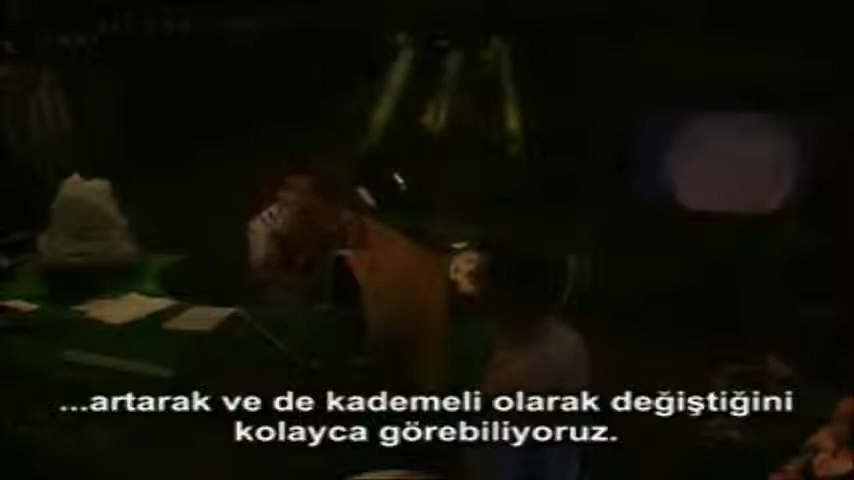 ...artarak ve de kademeli olarak değiştiğini
kolayca görebiliyoruz.